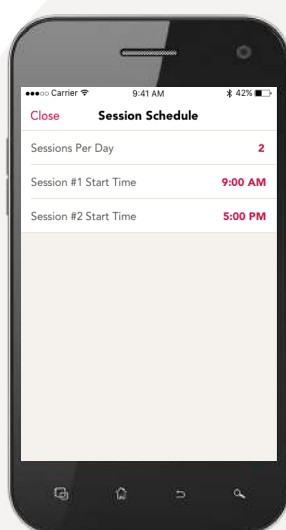 Carrier 9:41 AM 42%
Close Session Schedule
Sessions Per Day 2
Session #1 Start Time 9:00 AM
Session #2 Start Time 5:00 PM